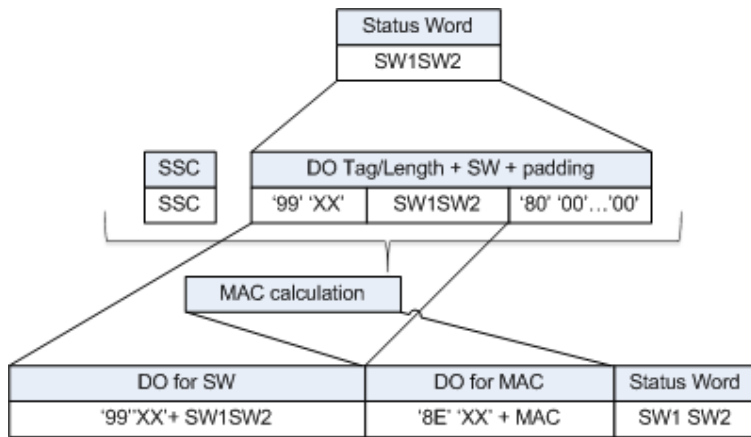 Status Word
SW1SW2
SSC DO Tag/Length + SW + padding
SSC '99' 'XX' SW1SW2 '80' '00'...'00'
MAC calculation
DO for SW DO for MAC Status Word
'99''XX'+ SW1SW2 '8E' 'XX' + MAC SW1 SW2